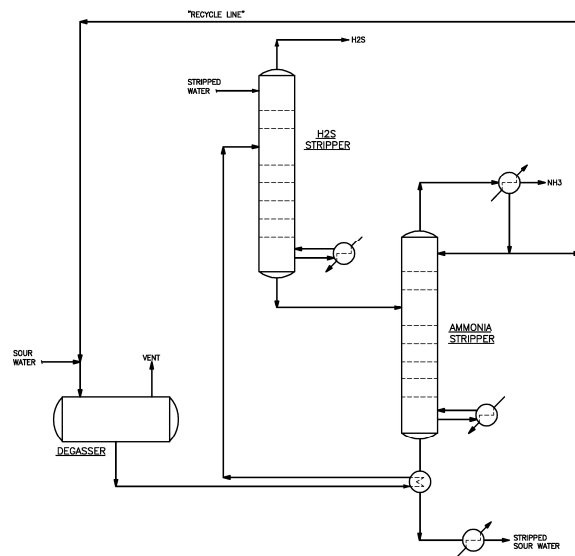 "RECYCLE LINE"
H2S
STRIPPED
WATER
H2S
STRIPPER
NH3
AMMONIA
STRIPPER
SOUR
WATER
VENT
DEGASSER
STRIPPED
SOUR WATER